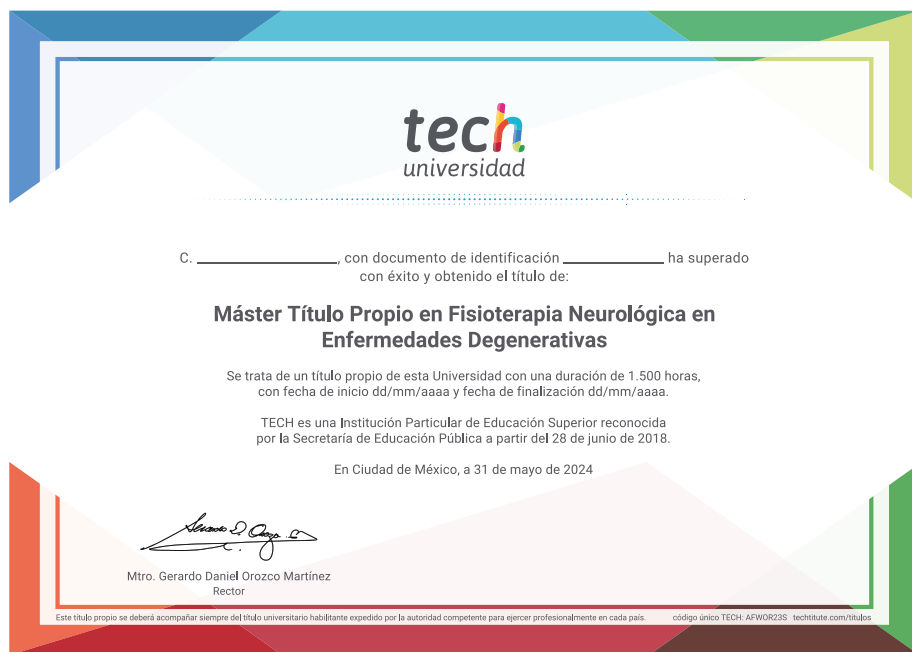 tech
universidad
C. ____________________, con documento de identificación ______________ ha superado
con éxito y obtenido el título de:
Máster Título Propio en Fisioterapia Neurológica en
Enfermedades Degenerativas
Se trata de un título propio de esta Universidad con una duración de 1.500 horas,
con fecha de inicio dd/mm/aaaa y fecha de finalización dd/mm/aaaa.
TECH es una Institución Particular de Educación Superior reconocida
por la Secretaría de Educación Pública a partir del 28 de junio de 2018.
En Ciudad de México, a 31 de mayo de 2024
Mtro. Gerardo Daniel Orozco Martínez
Rector
Este título propio se deberá acompañar siempre del título universitario habilitante expedido por la autoridad competente para ejercer profesionalmente en cada país. código único TECH: AFWOR23S techtitute.com/titulos